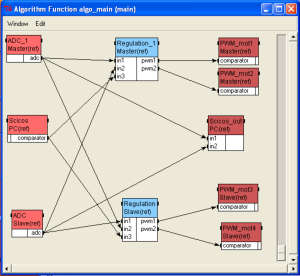 Algorithm Function algo_main (main)
Window Edit
ADC_1
Master(ref)
adc
Regulation_1
Master(ref)
in1 pwm1
in2 pwm2
in3
PWM_mot1
Master(ref)
comparator
PWM_mot2
Master(ref)
comparator
Scicos
PC(ref)
comparator
Scicos_out
PC(ref)
in1
in2
ADC
Slave(ref)
adc
Regulation
Slave(ref)
in1 pwm1
in2 pwm2
in3
PWM_mot3
Slave(ref)
comparator
PWM_mot4
Slave(ref)
comparator